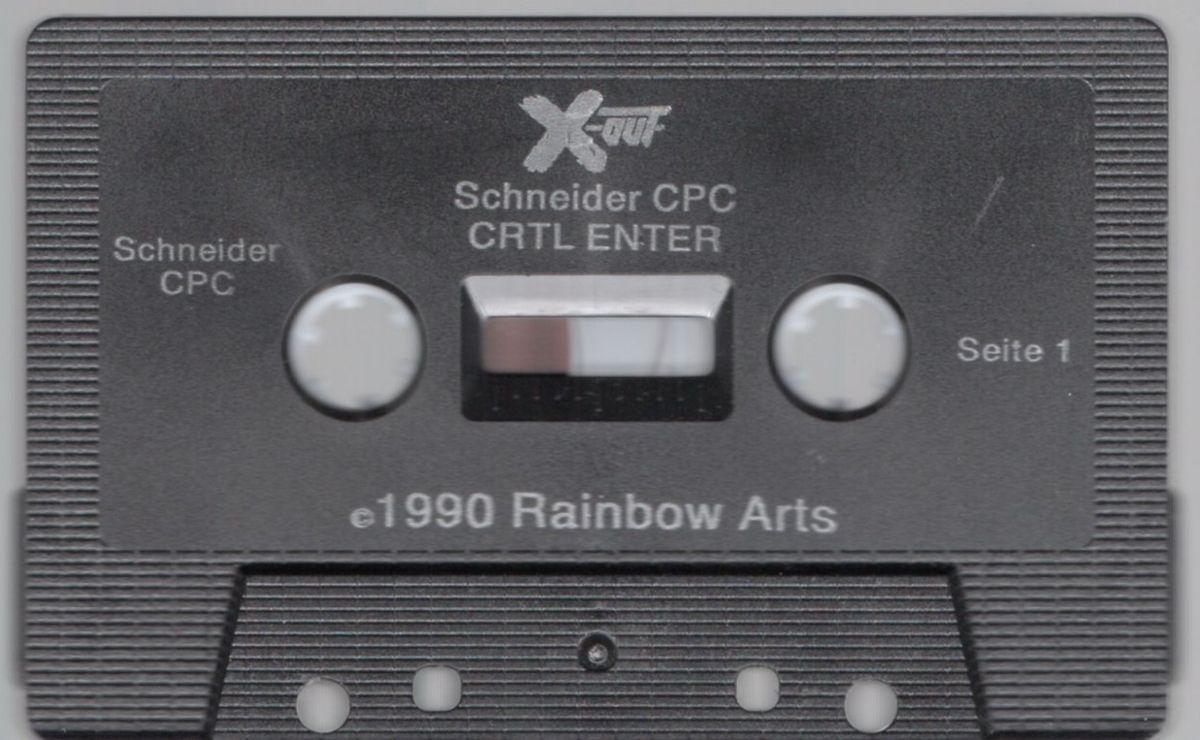 X-out
Schneider CPC
CRTL ENTER
Schneider
CPC
Seite 1
©1990 Rainbow Arts